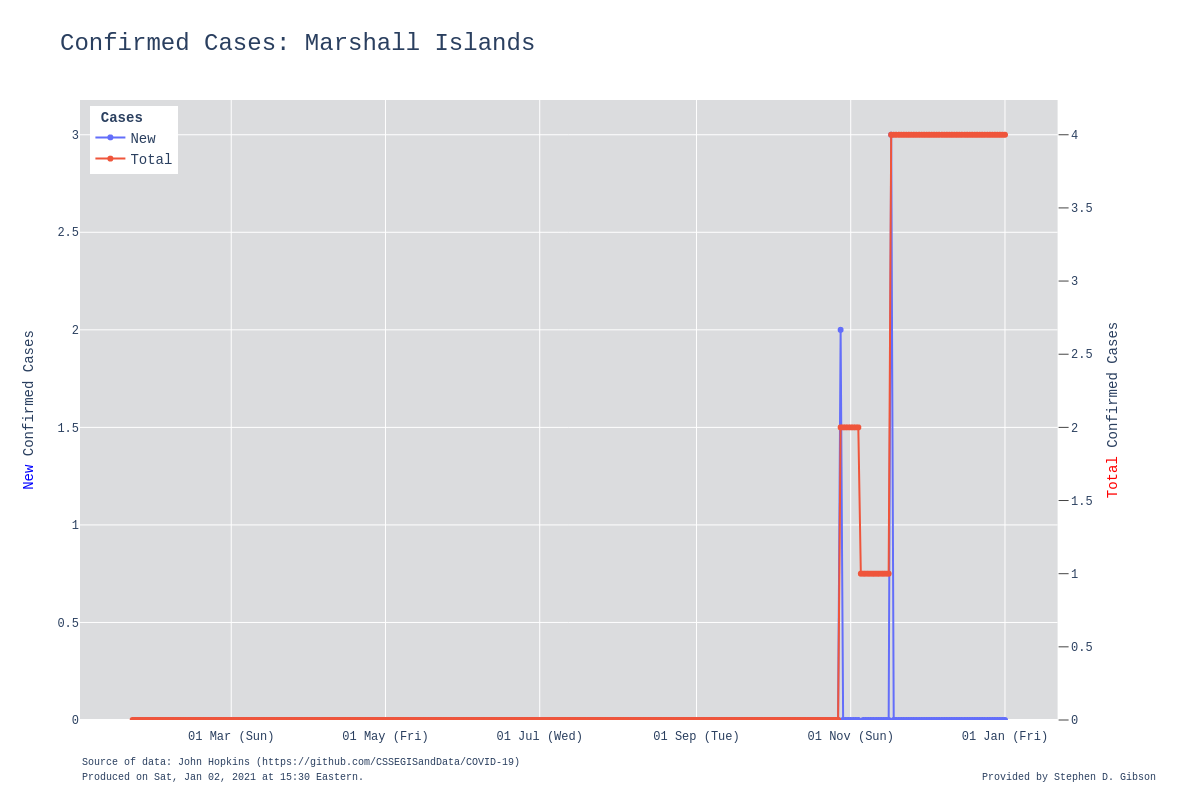 Confirmed Cases: Marshall Islands
Cases
New
Total
3
2.5
2
1.5
1
0.5
0
New Confirmed Cases
4
3.5
3
2.5
2
1.5
1
0.5
0
Total Confirmed Cases
01 Mar (Sun) 01 May (Fri) 01 Jul (Wed) 01 Sep (Tue) 01 Nov (Sun) 01 Jan (Fri)
Source of data: John Hopkins (https://github.com/CSSEGISandData/COVID-19)
Produced on Sat, Jan 02, 2021 at 15:30 Eastern.
Provided by Stephen D. Gibson